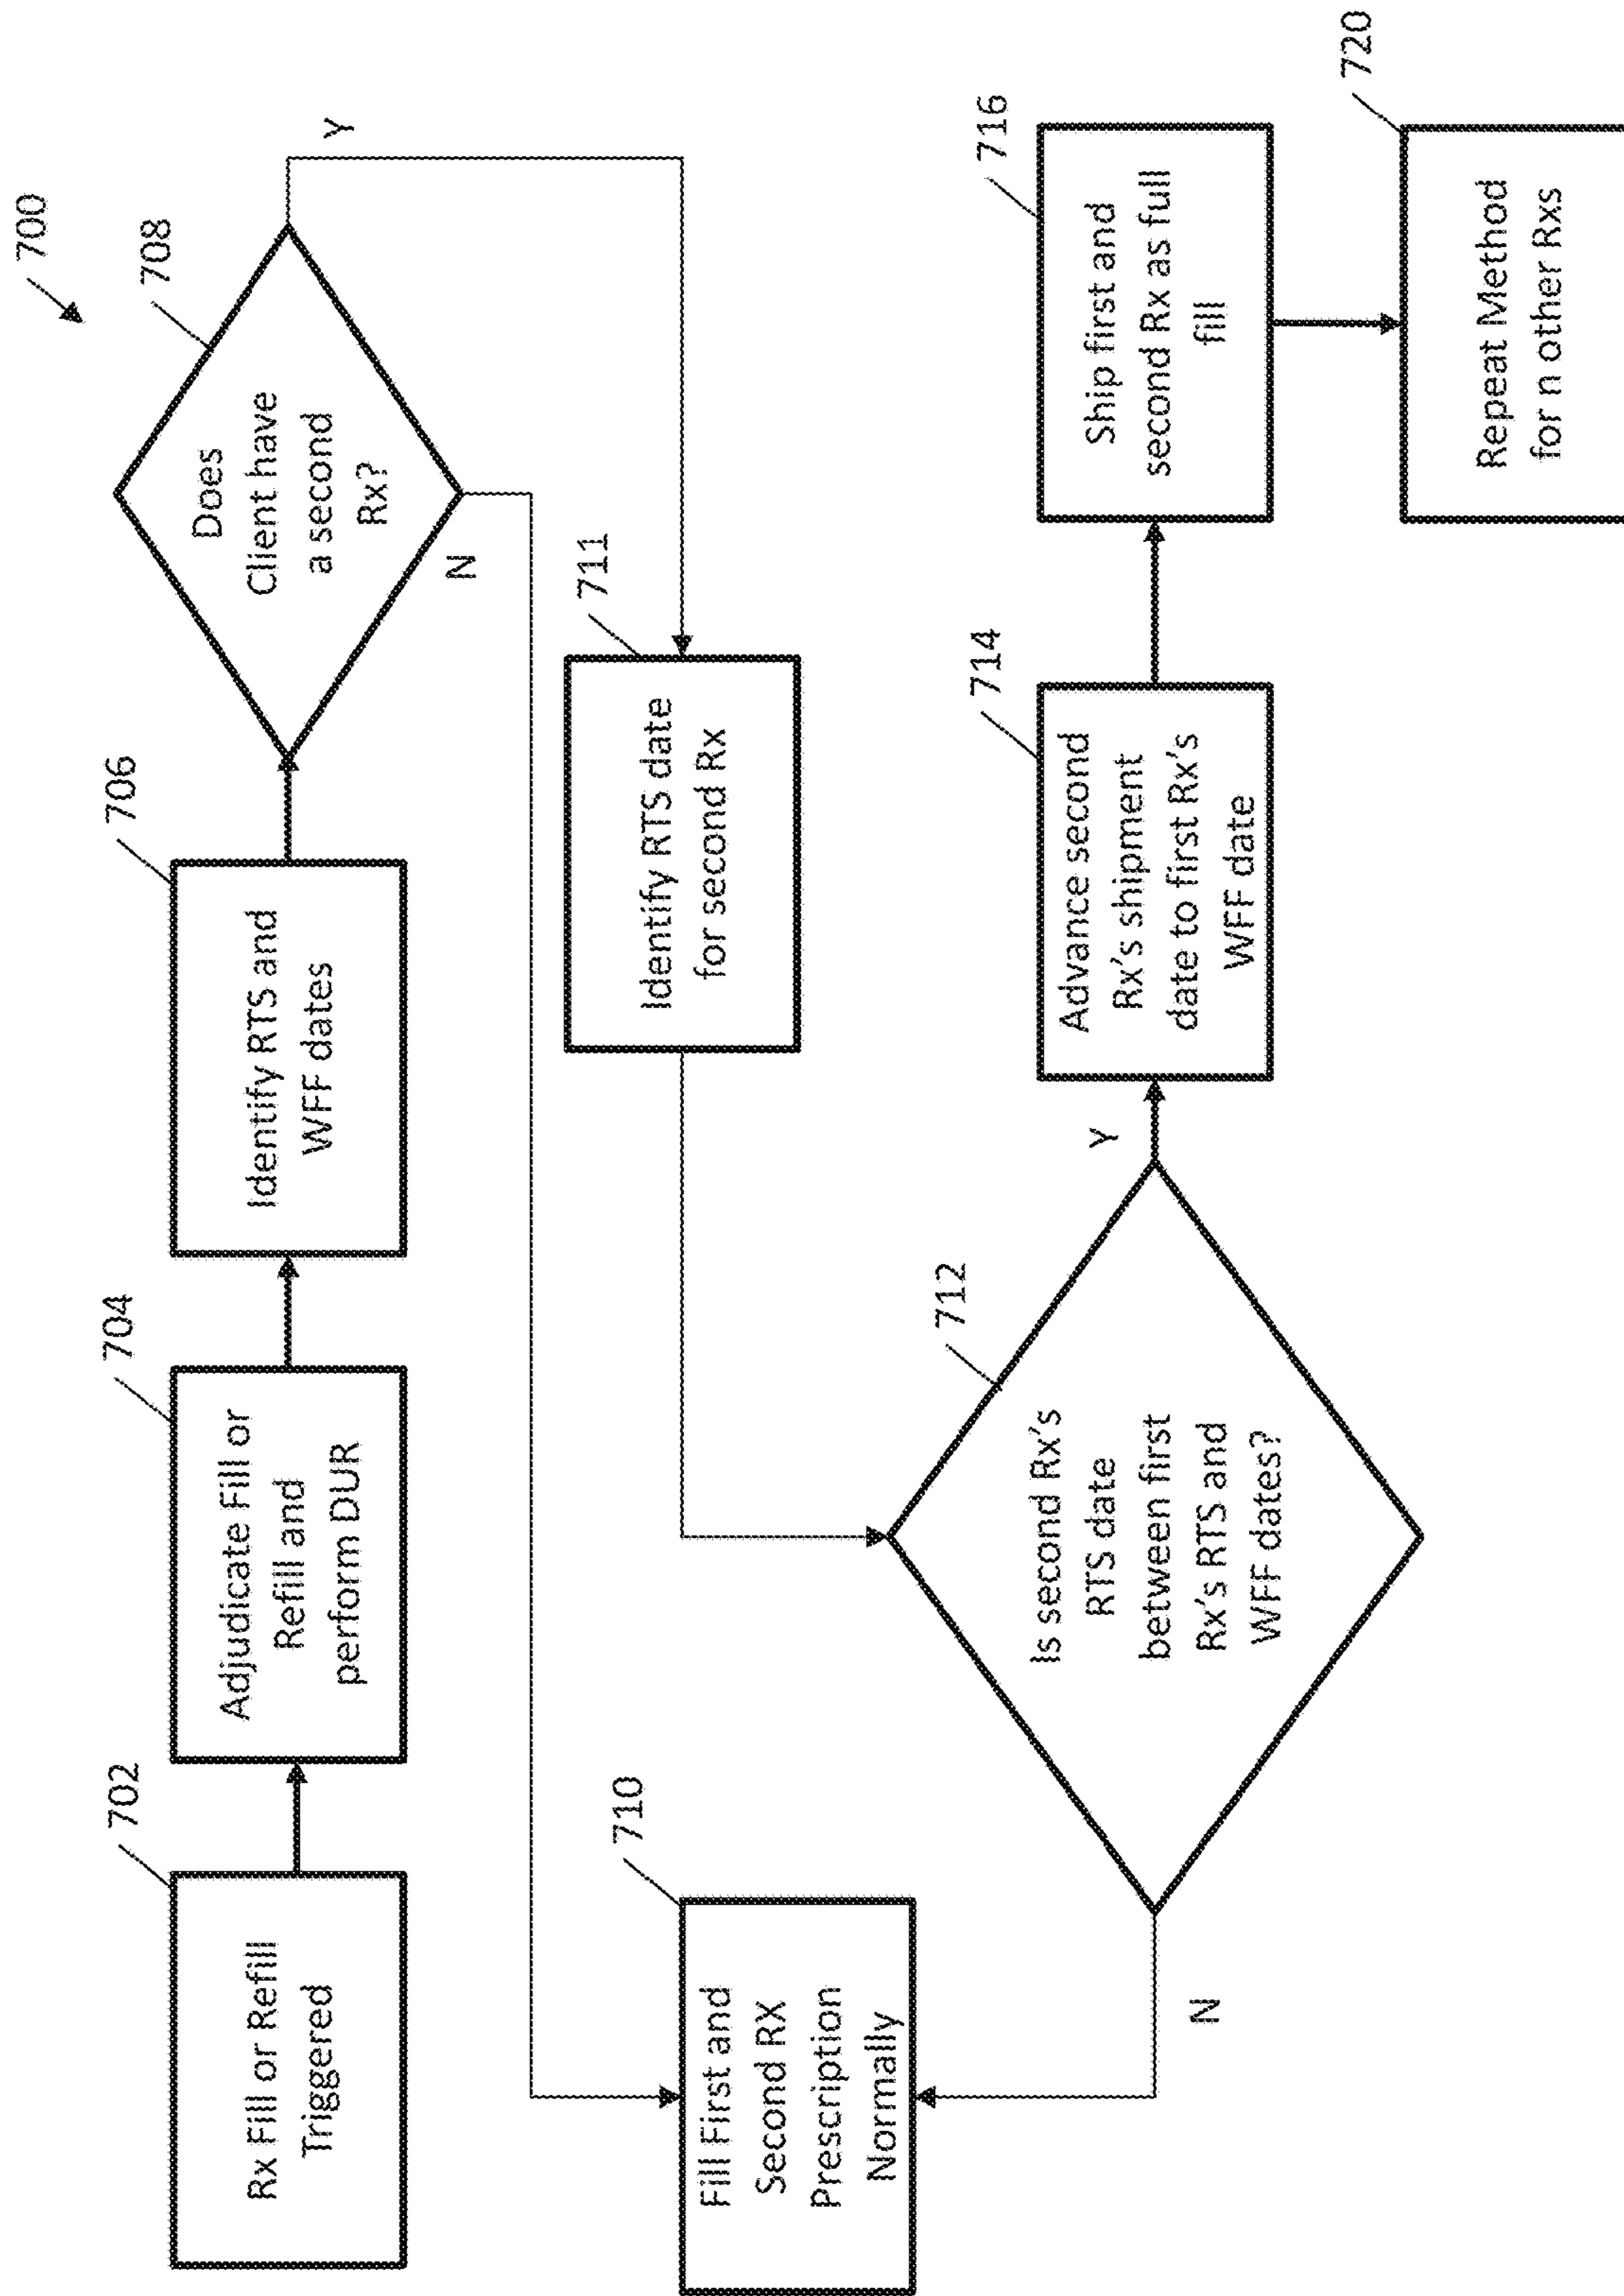 700
702
Rx Fill or Refill
Triggered
704
Adjudicate Fill or
Refill and
perform DUR
706
Identify RTS and
WFF dates
708
Does
Client have
a second
Rx?
Y
N
710
Fill First and
Second RX
Prescription
Normally
711
Identify RTS date
for second Rx
712
Is second Rx's
RTS date
between first
Rx's RTS and
WFF dates?
N
Y
714
Advance second
Rx's shipment
date to first Rx's
WFF date
716
Ship first and
second Rx as full
fill
720
Repeat Method
for n other Rxs